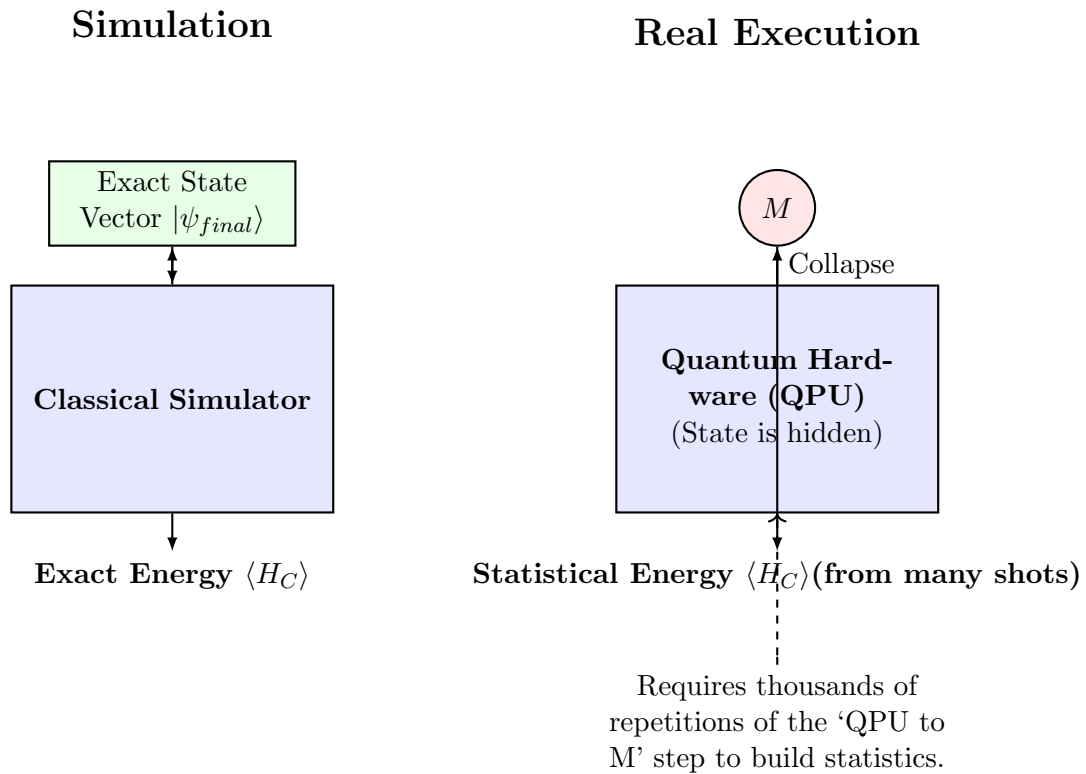 Simulation
Exact State
Vector |ψ_final⟩
Classical Simulator
Exact Energy ⟨H_C⟩
Real Execution
M
Collapse
Quantum Hard-
ware (QPU)
(State is hidden)
Statistical Energy ⟨H_C⟩(from many shots)
Requires thousands of
repetitions of the ‘QPU to
M’ step to build statistics.